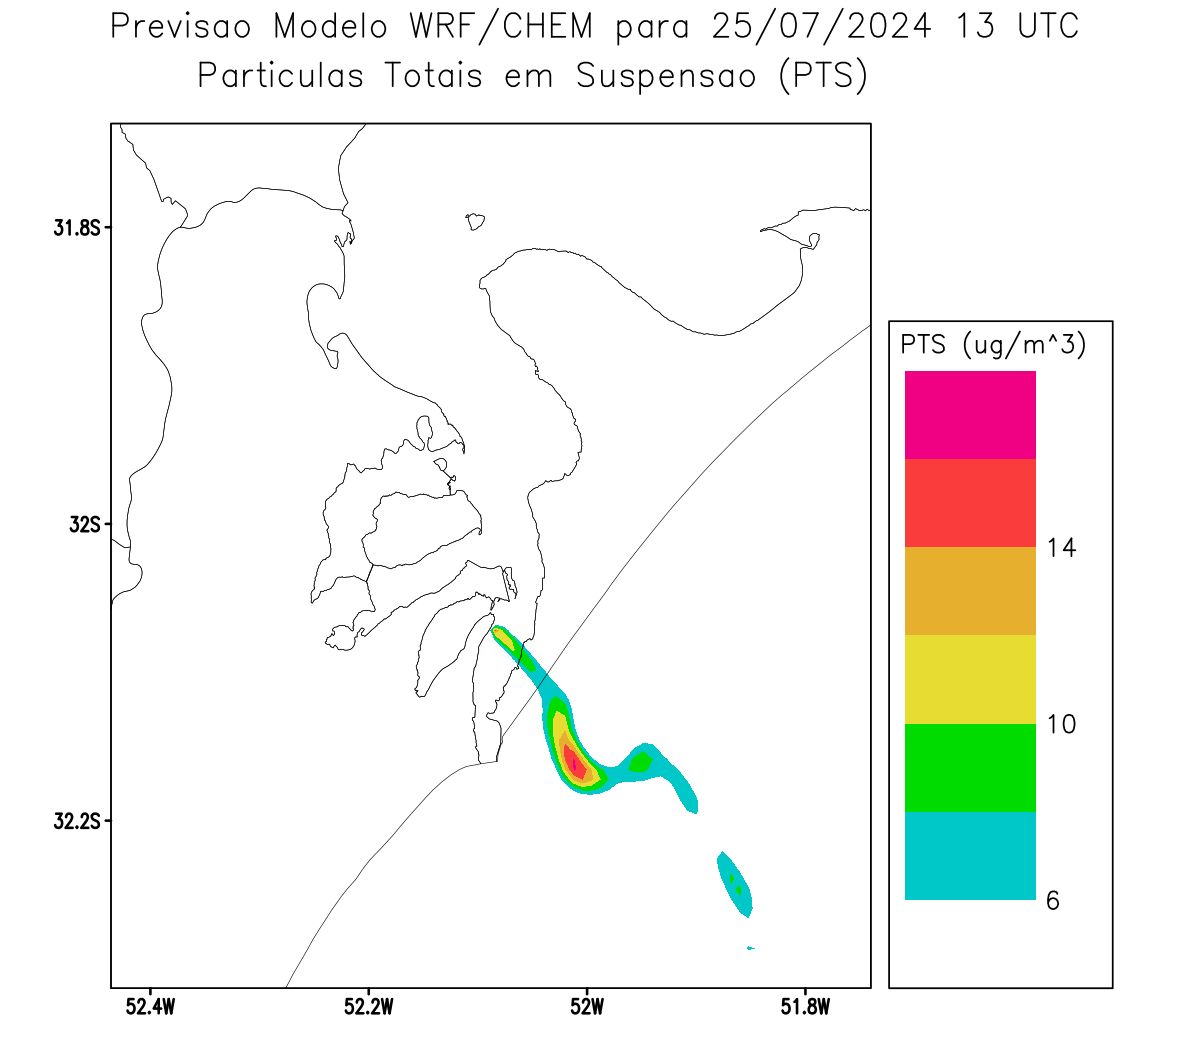 Previsao Modelo WRF/CHEM para 25/07/2024 13 UTC
Particulas Totais em Suspensao (PTS)
31.8S
32S
32.2S
52.4W
52.2W
52W
51.8W
PTS (ug/m^3)
14
10
6